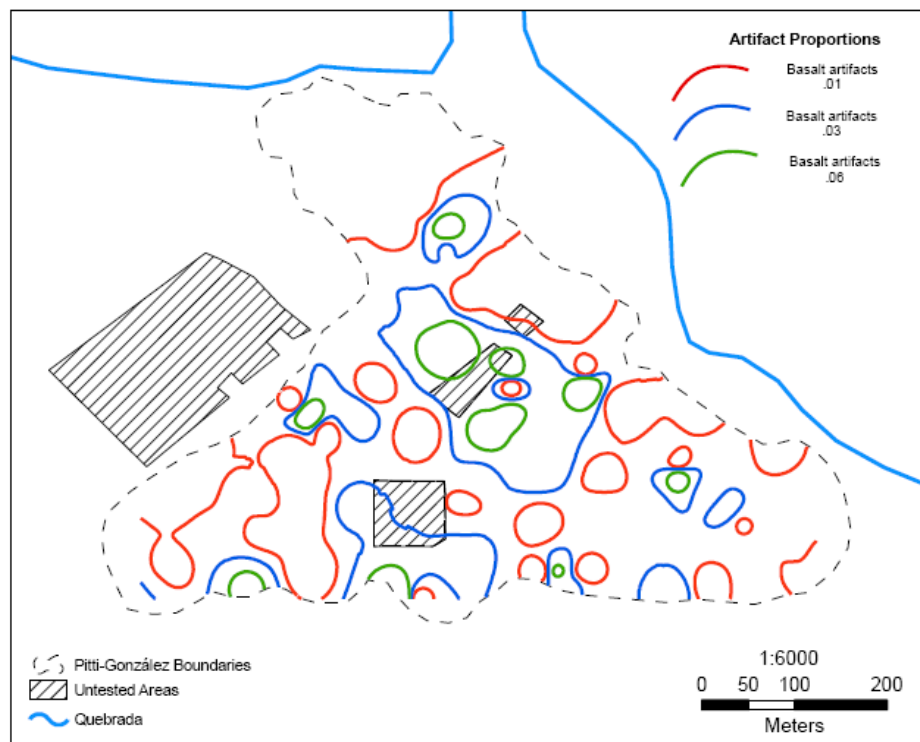 Artifact Proportions
Basalt artifacts
.01
Basalt artifacts
.03
Basalt artifacts
.06
Pitti-González Boundaries
Untested Areas
Quebrada
1:6000
0 50 100 200
Meters